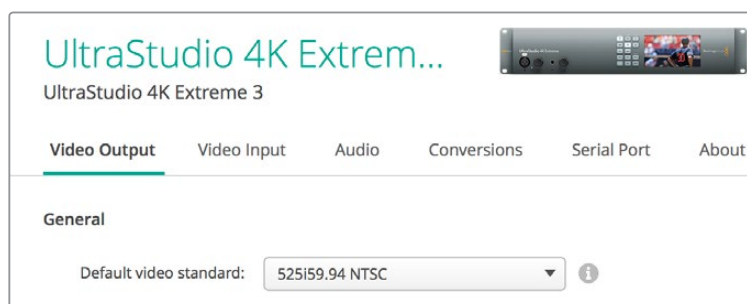 UltraStudio 4K Extrem...
UltraStudio 4K Extreme 3
Video Output Video Input Audio Conversions Serial Port About
General
Default video standard: 525i59.94 NTSC